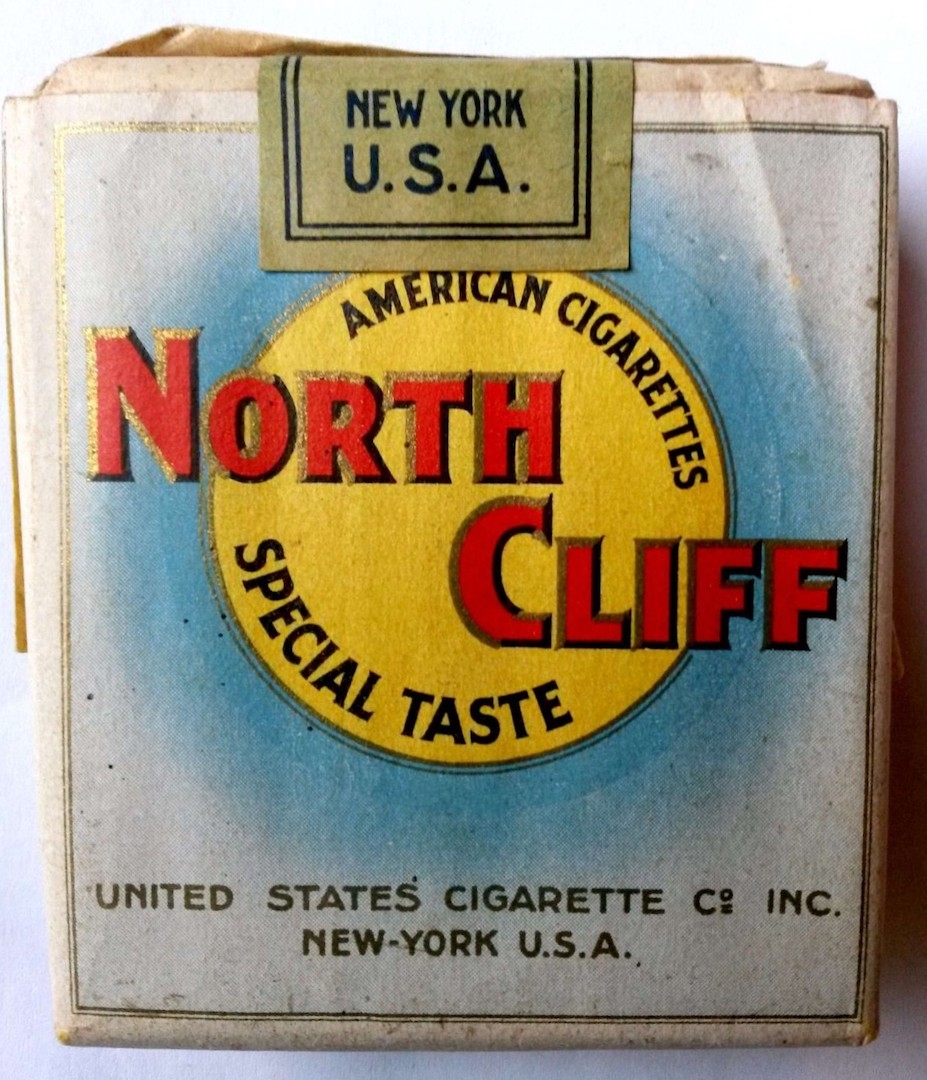 NEW YORK
U.S.A.
AMERICAN CIGARETTES
NORTH
CLIFF
SPECIAL TASTE
UNITED STATES CIGARETTE Cº INC.
NEW-YORK U.S.A.